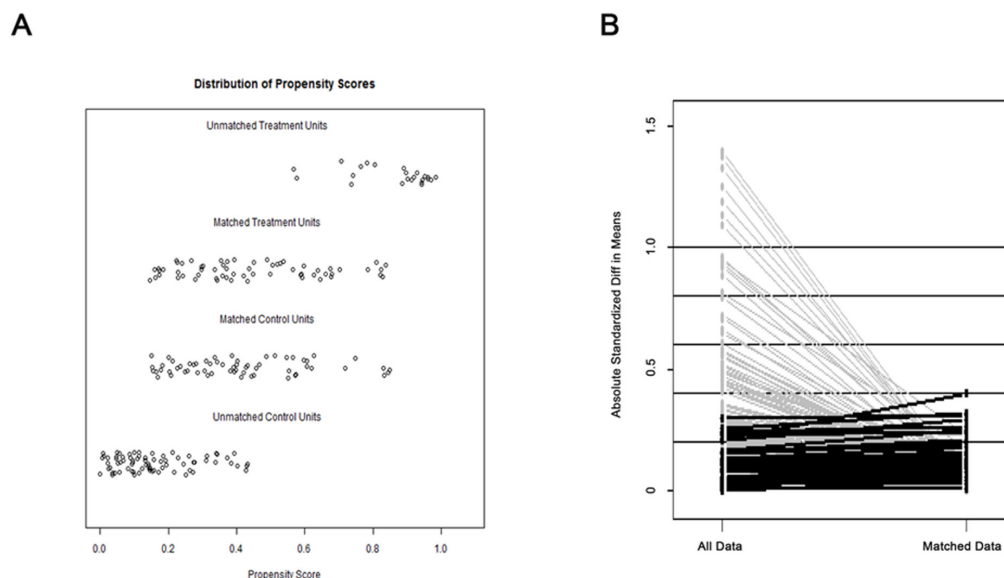 A
Distribution of Propensity Scores
Unmatched Treatment Units
Matched Treatment Units
Matched Control Units
Unmatched Control Units
0.0 0.2 0.4 0.6 0.8 1.0
Propensity Score
B
Absolute Standardized Diff in Means
1.5
1.0
0.5
0
All Data Matched Data